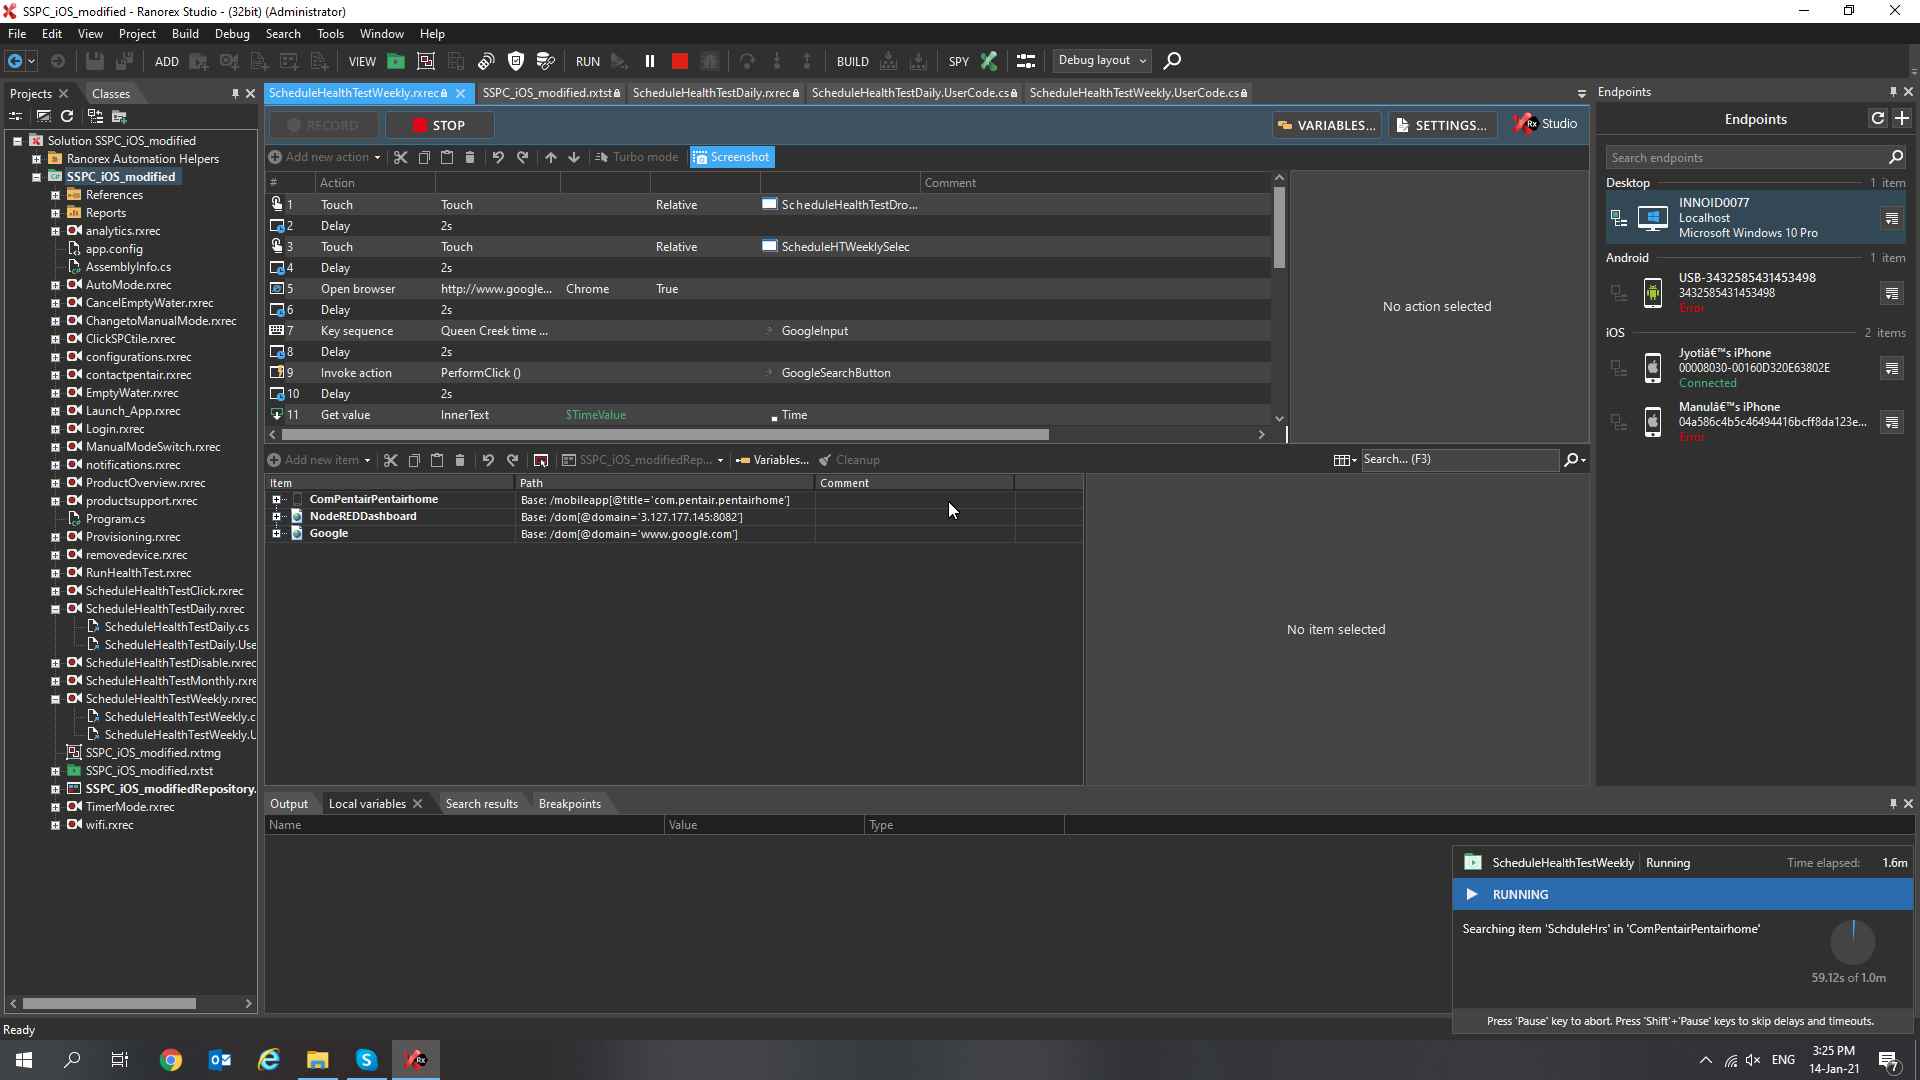 SSPC_iOS_modified - Ranorex Studio - (32bit) (Administrator)
File Edit View Project Build Debug Search Tools Window Help
ADD VIEW RUN BUILD SPY Debug layout
Projects Classes
ScheduleHealthTestWeekly.rxrec SSPC_iOS_modified.rxtst ScheduleHealthTestDaily.rxrec ScheduleHealthTestDaily.UserCode.cs ScheduleHealthTestWeekly.UserCode.cs
Solution SSPC_iOS_modified
Ranorex Automation Helpers
SSPC_iOS_modified
References
Reports
analytics.rxrec
app.config
AssemblyInfo.cs
AutoMode.rxrec
CancelEmptyWater.rxrec
ChangetoManualMode.rxrec
ClickSPCtile.rxrec
configurations.rxrec
contactpentair.rxrec
EmptyWater.rxrec
Launch_App.rxrec
Login.rxrec
ManualModeSwitch.rxrec
notifications.rxrec
ProductOverview.rxrec
productsupport.rxrec
Program.cs
Provisioning.rxrec
removedevice.rxrec
RunHealthTest.rxrec
ScheduleHealthTestClick.rxrec
ScheduleHealthTestDaily.rxrec
ScheduleHealthTestDaily.cs
ScheduleHealthTestDaily.Use
ScheduleHealthTestDisable.rxrec
ScheduleHealthTestMonthly.rxre
ScheduleHealthTestWeekly.rxrec
ScheduleHealthTestWeekly.c
ScheduleHealthTestWeekly.U
SSPC_iOS_modified.rxtmg
SSPC_iOS_modified.rxtst
SSPC_iOS_modifiedRepository.
TimerMode.rxrec
wifi.rxrec
RECORD STOP VARIABLES... SETTINGS... Rx Studio
Add new action Turbo mode Screenshot
# Action Comment
1 Touch Touch Relative ScheduleHealthTestDro...
2 Delay 2s
3 Touch Touch Relative ScheduleHTWeeklySelec
4 Delay 2s
5 Open browser http://www.google... Chrome True
6 Delay 2s
7 Key sequence Queen Creek time ... GoogleInput
8 Delay 2s
9 Invoke action PerformClick () GoogleSearchButton
10 Delay 2s
11 Get value InnerText $TimeValue Time
No action selected
Add new item SSPC_iOS_modifiedRep... Variables... Cleanup Search... (F3)
Item Path Comment
ComPentairPentairhome Base: /mobileapp[@title='com.pentair.pentairhome']
NodeREDDashboard Base: /dom[@domain='3.127.177.145:8082']
Google Base: /dom[@domain='www.google.com']
No item selected
Output Local variables Search results Breakpoints
Name Value Type
Endpoints
Endpoints
Search endpoints
Desktop 1 item
INNOID0077
Localhost
Microsoft Windows 10 Pro
Android 1 item
USB-3432585431453498
3432585431453498
Error
iOS 2 items
Jyotiâ€™s iPhone
00008030-00160D320E63802E
Connected
Manulâ€™s iPhone
04a586c4b5c46494416bcff8da123e...
Error
ScheduleHealthTestWeekly Running Time elapsed: 1.6m
RUNNING
Searching item 'SchduleHrs' in 'ComPentairPentairhome'
59.12s of 1.0m
Press 'Pause' key to abort. Press 'Shift'+'Pause' keys to skip delays and timeouts.
Ready
ENG 3:25 PM
14-Jan-21
7